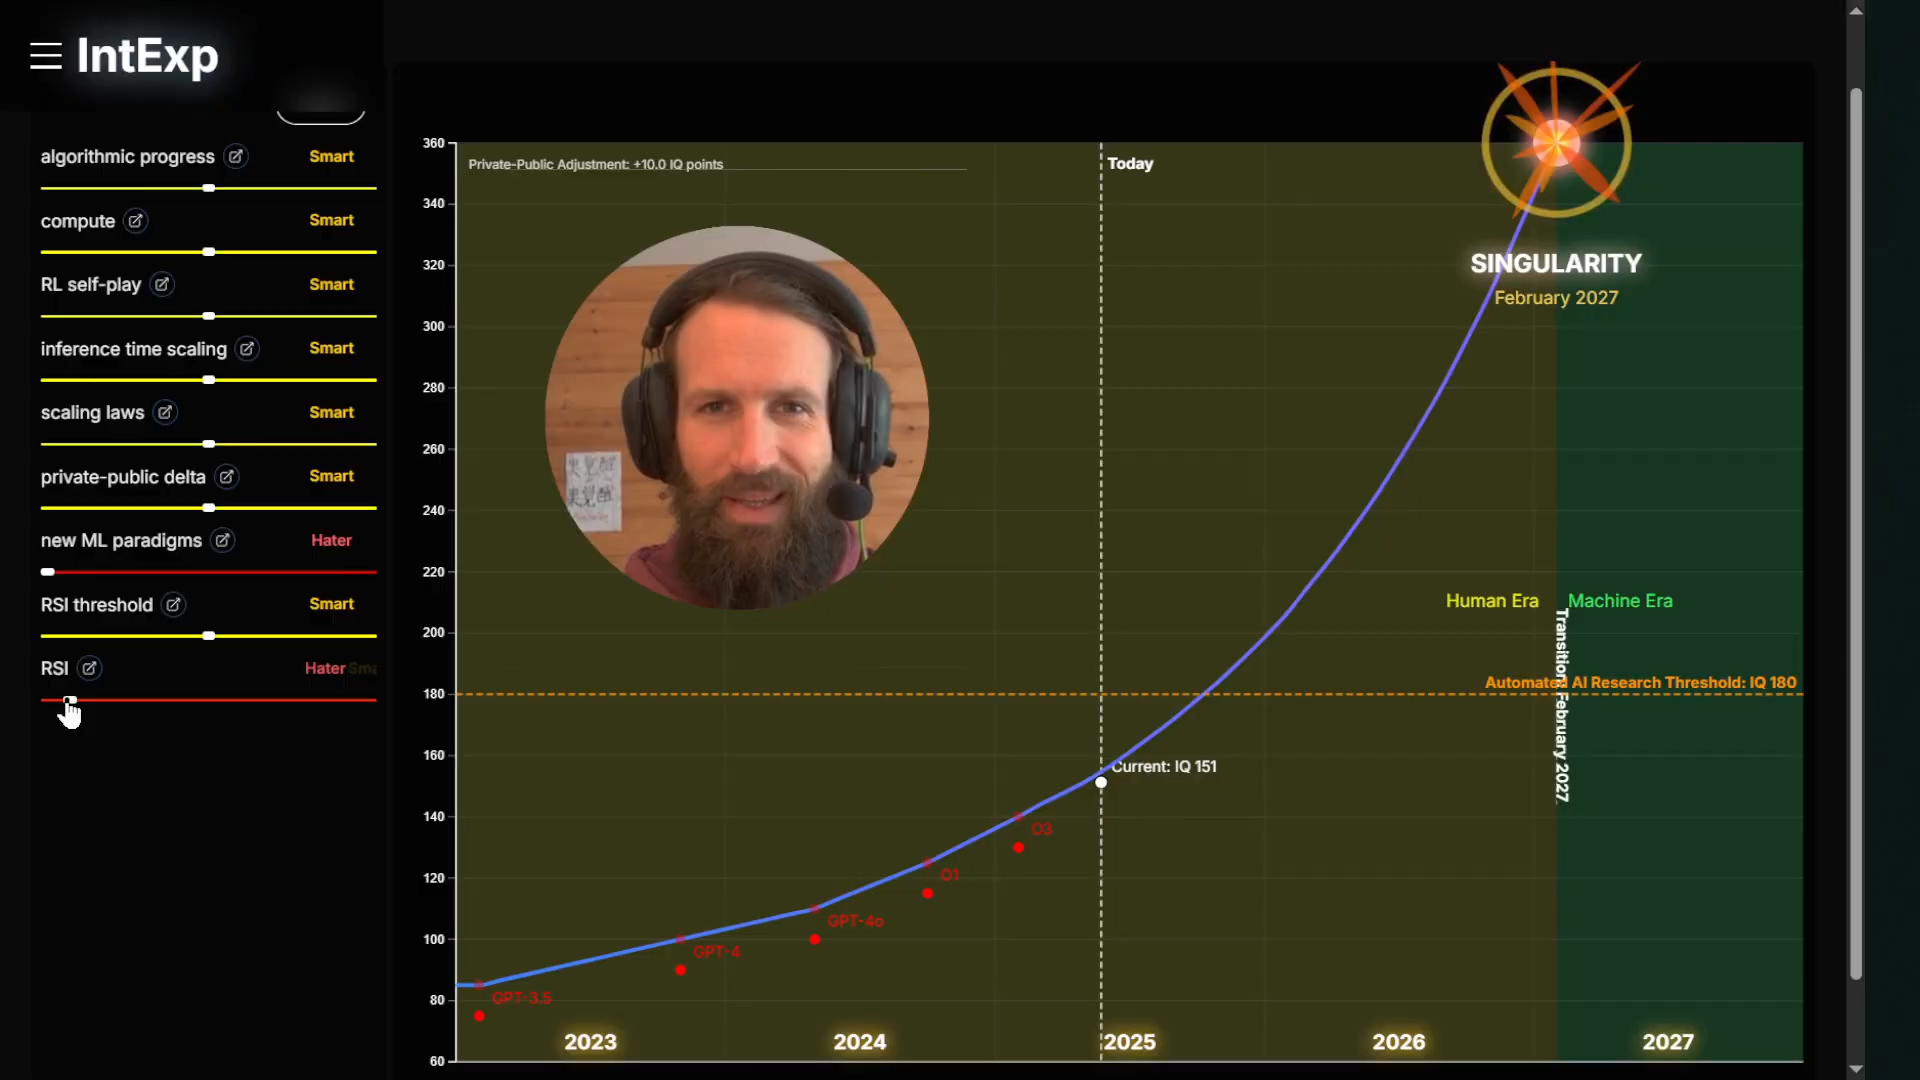 IntExp
algorithmic progress Smart
compute Smart
RL self-play Smart
inference time scaling Smart
scaling laws Smart
private-public delta Smart
new ML paradigms Hater
RSI threshold Smart
RSI Hater
360
340
320
300
280
260
240
220
200
180
160
140
120
100
80
60
Private-Public Adjustment: +10.0 IQ points
Today
SINGULARITY
February 2027
Human Era Machine Era
Automated AI Research Threshold: IQ 180
Transition: February 2027
Current: IQ 151
O3
O1
GPT-4o
GPT-4
GPT-3.5
2023 2024 2025 2026 2027